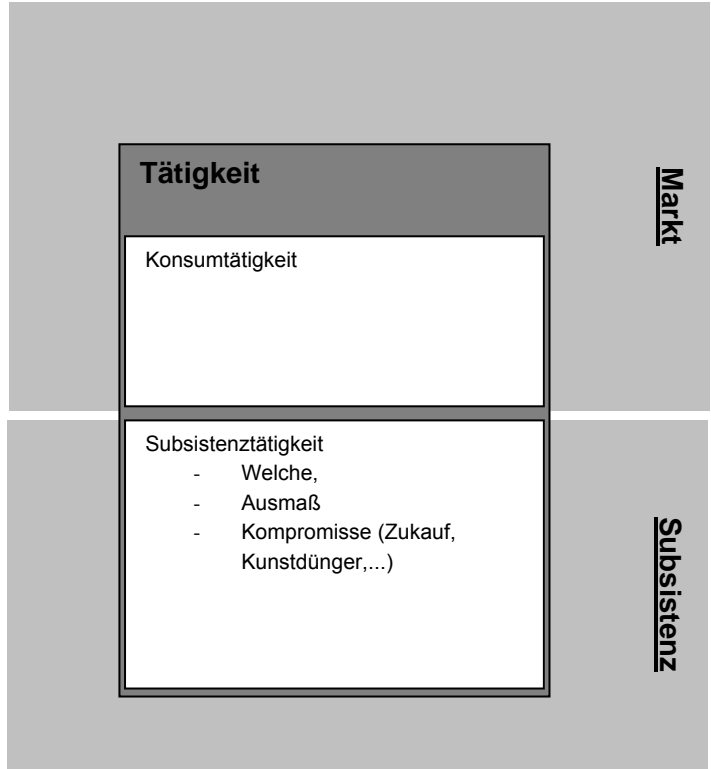 Tätigkeit
Markt
Konsumtätigkeit
Subsistenztätigkeit
- Welche,
- Ausmaß
- Kompromisse (Zukauf,
Kunstdünger,...)
Subsistenz